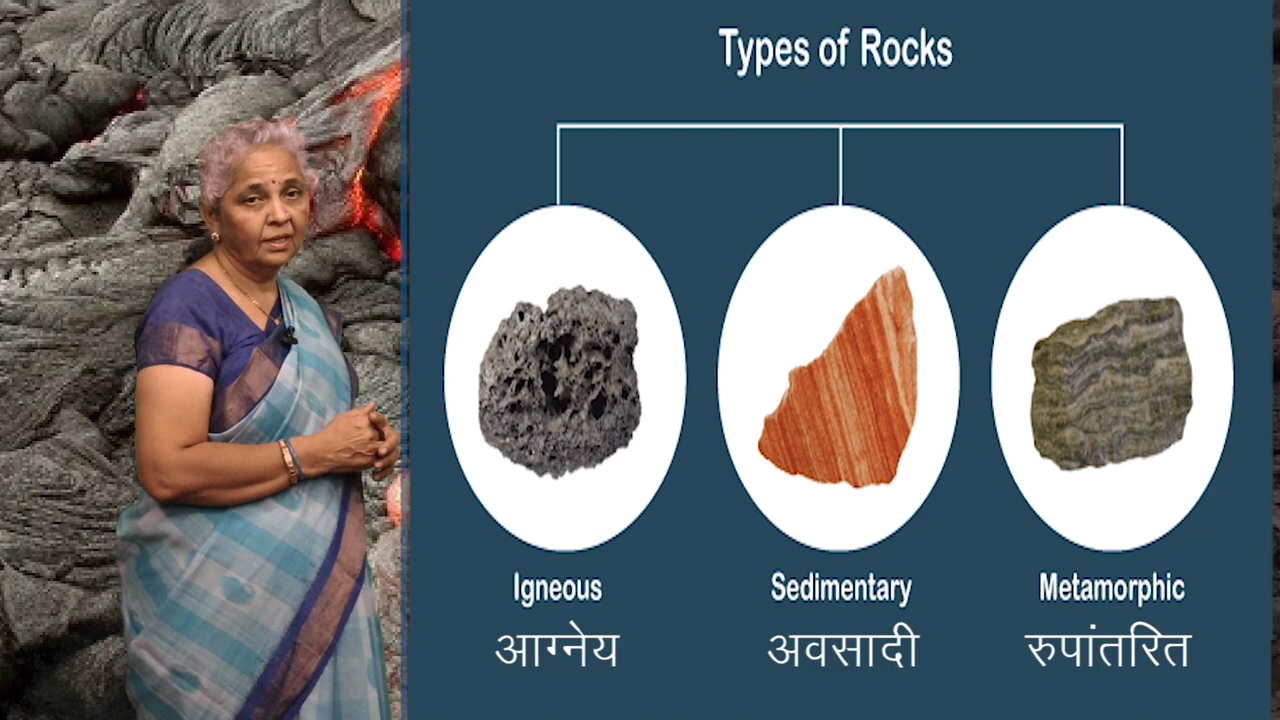 Types of Rocks
Igneous
Sedimentary
Metamorphic
आग्नेय
अवसादी
रुपांतरित